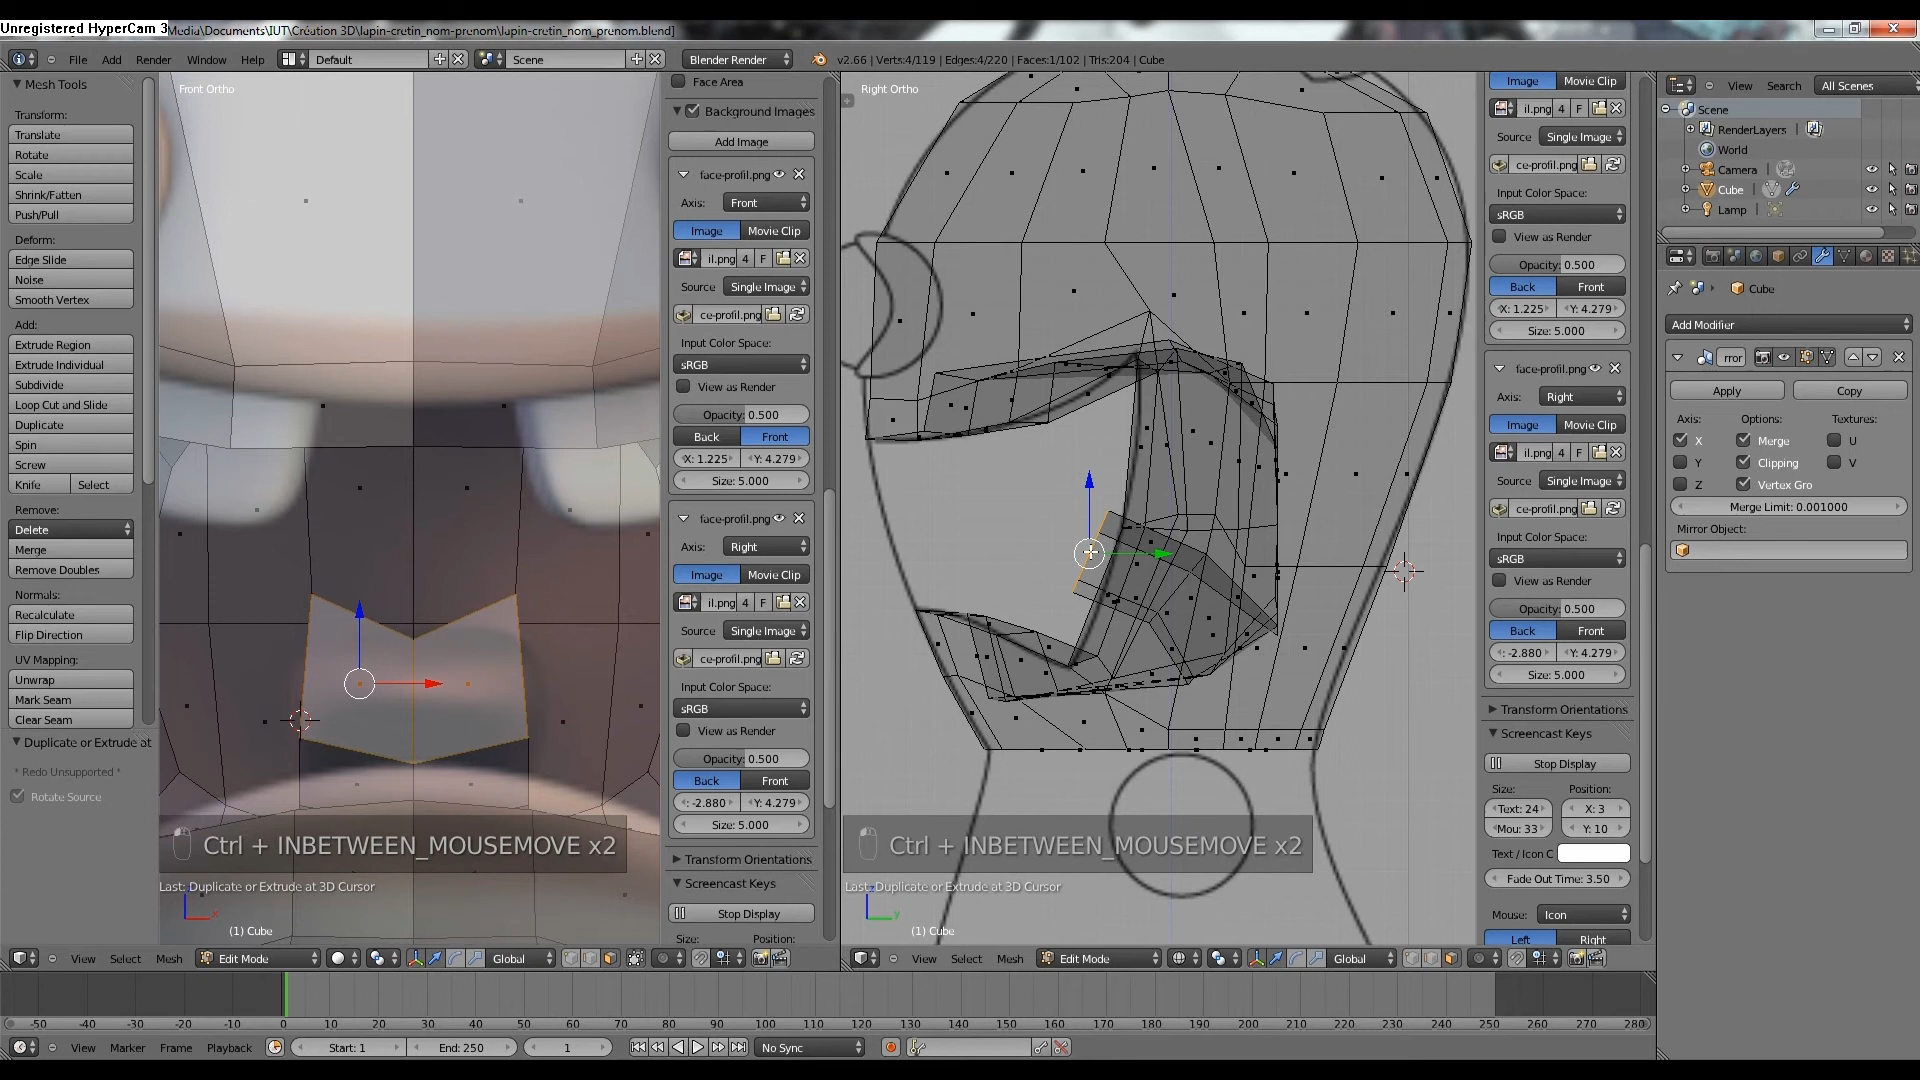 Unregistered HyperCam 3
Media\Documents\IUT\Création 3D\lapin-cretin_nom-prenom\lapin-cretin_nom_prenom.blend]
File Add Render Window Help Default Scene Blender Render v2.66 | Verts:4/119 | Edges:4/220 | Faces:1/102 | Tris:204 | Cube
Mesh Tools
Transform:
Translate
Rotate
Scale
Shrink/Fatten
Push/Pull
Deform:
Edge Slide
Noise
Smooth Vertex
Add:
Extrude Region
Extrude Individual
Subdivide
Loop Cut and Slide
Duplicate
Spin
Screw
Knife Select
Remove:
Delete
Merge
Remove Doubles
Normals:
Recalculate
Flip Direction
UV Mapping:
Unwrap
Mark Seam
Clear Seam
Duplicate or Extrude at
* Redo Unsupported *
Rotate Source
Front Ortho
Ctrl + INBETWEEN_MOUSEMOVE x2
Last: Duplicate or Extrude at 3D Cursor
x
(1) Cube
Face Area
Background Images
Add Image
face-profil.png
Axis: Front
Image Movie Clip
il.png 4 F
Source Single Image
ce-profil.png
Input Color Space:
sRGB
View as Render
Opacity: 0.500
Back Front
X: 1.225 Y: 4.279
Size: 5.000
face-profil.png
Axis: Right
Image Movie Clip
il.png 4 F
Source Single Image
ce-profil.png
Input Color Space:
sRGB
View as Render
Opacity: 0.500
Back Front
: -2.880 Y: 4.279
Size: 5.000
Transform Orientations
Screencast Keys
Stop Display
Size: Position:
Right Ortho
Ctrl + INBETWEEN_MOUSEMOVE x2
Last: Duplicate or Extrude at 3D Cursor
y
(1) Cube
Image Movie Clip
il.png 4 F
Source Single Image
ce-profil.png
Input Color Space:
sRGB
View as Render
Opacity: 0.500
Back Front
X: 1.225 Y: 4.279
Size: 5.000
face-profil.png
Axis: Right
Image Movie Clip
il.png 4 F
Source Single Image
ce-profil.png
Input Color Space:
sRGB
View as Render
Opacity: 0.500
Back Front
: -2.880 Y: 4.279
Size: 5.000
Transform Orientations
Screencast Keys
Stop Display
Size: Position:
Text: 24 X: 3
Mou: 33 Y: 10
Text / Icon C
Fade Out Time: 3.50
Mouse: Icon
Left Right
View Search All Scenes
Scene
RenderLayers
World
Camera
Cube
Lamp
Cube
Add Modifier
rror
Apply Copy
Axis: Options: Textures:
X Merge U
Y Clipping V
Z Vertex Gro
Merge Limit: 0.001000
Mirror Object:
View Select Mesh Edit Mode Global
View Select Mesh Edit Mode Global
-50 -40 -30 -20 -10 0 10 20 30 40 50 60 70 80 90 100 110 120 130 140 150 160 170 180 190 200 210 220 230 240 250 260 270 280
View Marker Frame Playback Start: 1 End: 250 1 No Sync